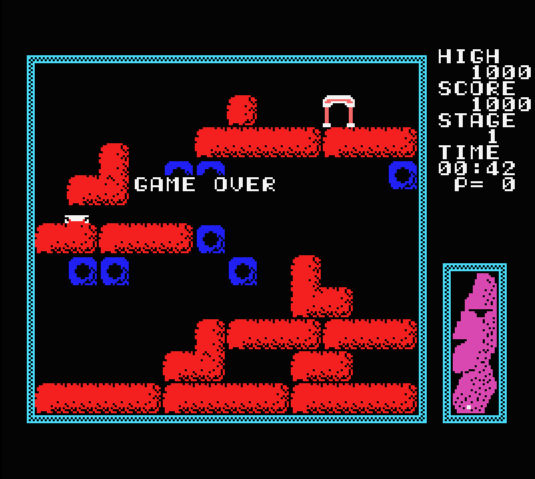 HIGH
1000
SCORE
1000
STAGE
1
TIME
00:42
P= 0
GAME OVER